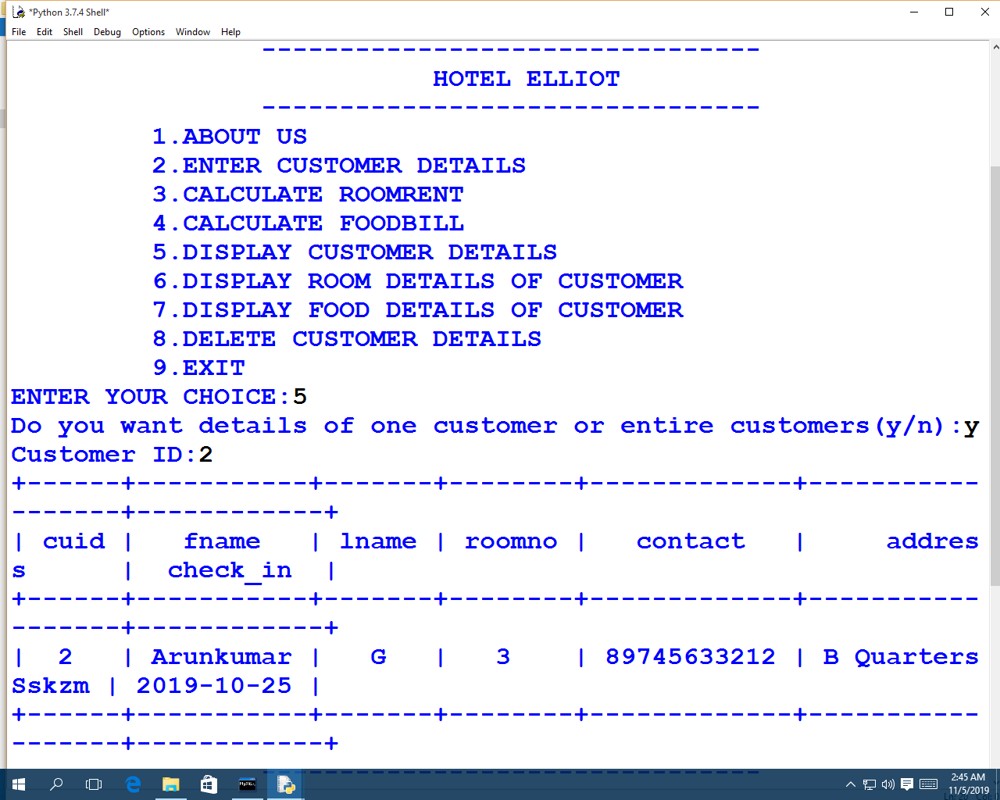 *Python 3.7.4 Shell*
File Edit Shell Debug Options Window Help
--------------------------------
HOTEL ELLIOT
--------------------------------
1.ABOUT US
2.ENTER CUSTOMER DETAILS
3.CALCULATE ROOMRENT
4.CALCULATE FOODBILL
5.DISPLAY CUSTOMER DETAILS
6.DISPLAY ROOM DETAILS OF CUSTOMER
7.DISPLAY FOOD DETAILS OF CUSTOMER
8.DELETE CUSTOMER DETAILS
9.EXIT
ENTER YOUR CHOICE:5
Do you want details of one customer or entire customers(y/n):y
Customer ID:2
+------+-----------+-------+--------+-------------+-----------
-------+------------+
| cuid |   fname   | lname | roomno |   contact   |     addres
s      |  check_in  |
+------+-----------+-------+--------+-------------+-----------
-------+------------+
|  2   | Arunkumar |   G   |   3    | 89745633212 | B Quarters
Sskzm | 2019-10-25 |
+------+-----------+-------+--------+-------------+-----------
-------+------------+
--------------------------------
MySQL
2:45 AM
11/5/2019